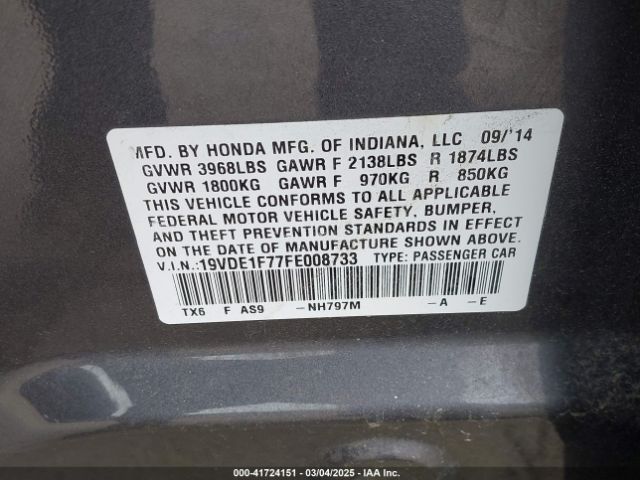 MFD. BY HONDA MFG. OF INDIANA, LLC 09/'14
GVWR 3968LBS GAWR F 2138LBS R 1874LBS
GVWR 1800KG GAWR F 970KG R 850KG
THIS VEHICLE CONFORMS TO ALL APPLICABLE
FEDERAL MOTOR VEHICLE SAFETY, BUMPER,
AND THEFT PREVENTION STANDARDS IN EFFECT
ON THE DATE OF MANUFACTURE SHOWN ABOVE.
V.I.N.:19VDE1F77FE008733 TYPE: PASSENGER CAR
TX6 F AS9 -NH797M -A -E
000-41724151 | 03/04/2025 | IAA Inc.